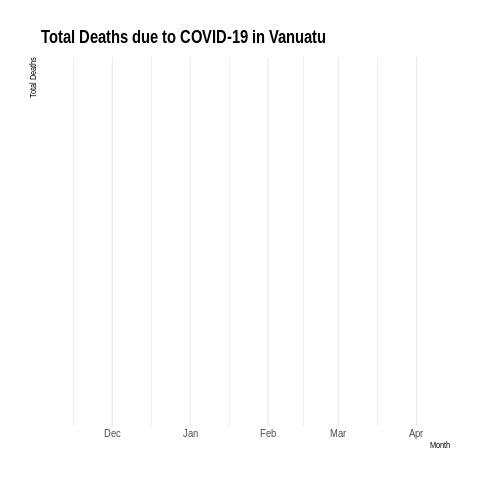 Total Deaths due to COVID-19 in Vanuatu
Total Deaths
Dec Jan Feb Mar Apr
Month